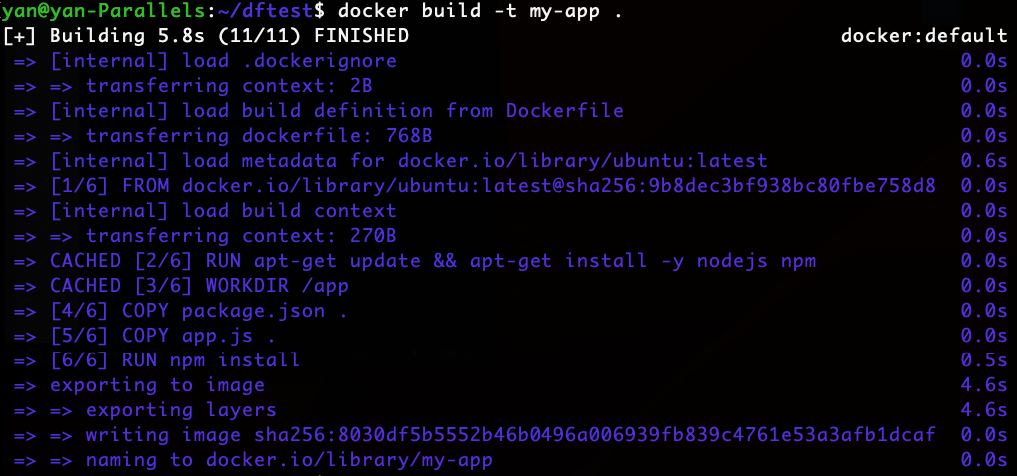 yan@yan-Parallels:~/dftest$ docker build -t my-app .
[+] Building 5.8s (11/11) FINISHED docker:default
=> [internal] load .dockerignore 0.0s
=> => transferring context: 2B 0.0s
=> [internal] load build definition from Dockerfile 0.0s
=> => transferring dockerfile: 768B 0.0s
=> [internal] load metadata for docker.io/library/ubuntu:latest 0.6s
=> [1/6] FROM docker.io/library/ubuntu:latest@sha256:9b8dec3bf938bc80fbe758d8 0.0s
=> [internal] load build context 0.0s
=> => transferring context: 270B 0.0s
=> CACHED [2/6] RUN apt-get update && apt-get install -y nodejs npm 0.0s
=> CACHED [3/6] WORKDIR /app 0.0s
=> [4/6] COPY package.json . 0.0s
=> [5/6] COPY app.js . 0.0s
=> [6/6] RUN npm install 0.5s
=> exporting to image 4.6s
=> => exporting layers 4.6s
=> => writing image sha256:8030df5b5552b46b0496a006939fb839c4761e53a3afb1dcaf 0.0s
=> => naming to docker.io/library/my-app 0.0s